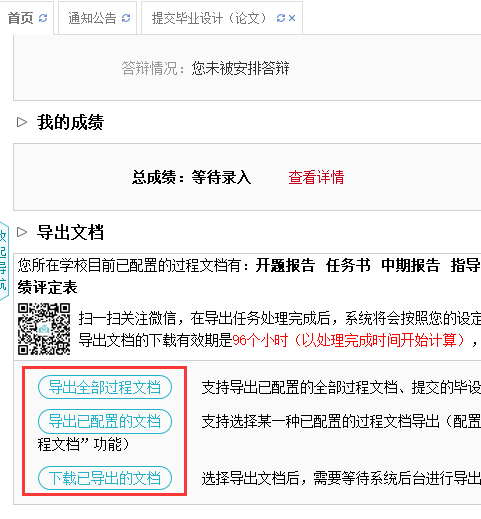 首页 通知公告 提交毕业设计（论文）
答辩情况：您未被安排答辩
我的成绩
总成绩：等待录入 查看详情
导出文档
收起导航
您所在学校目前已配置的过程文档有：开题报告 任务书 中期报告 指导
绩评定表
扫一扫关注微信，在导出任务处理完成后，系统将会按照您的设定
导出文档的下载有效期是96个小时（以处理完成时间开始计算），
导出全部过程文档 支持导出已配置的全部过程文档、提交的毕设
导出已配置的文档 支持选择某一种已配置的过程文档导出（配置
程文档”功能）
下载已导出的文档 选择导出文档后，需要等待系统后台进行导出